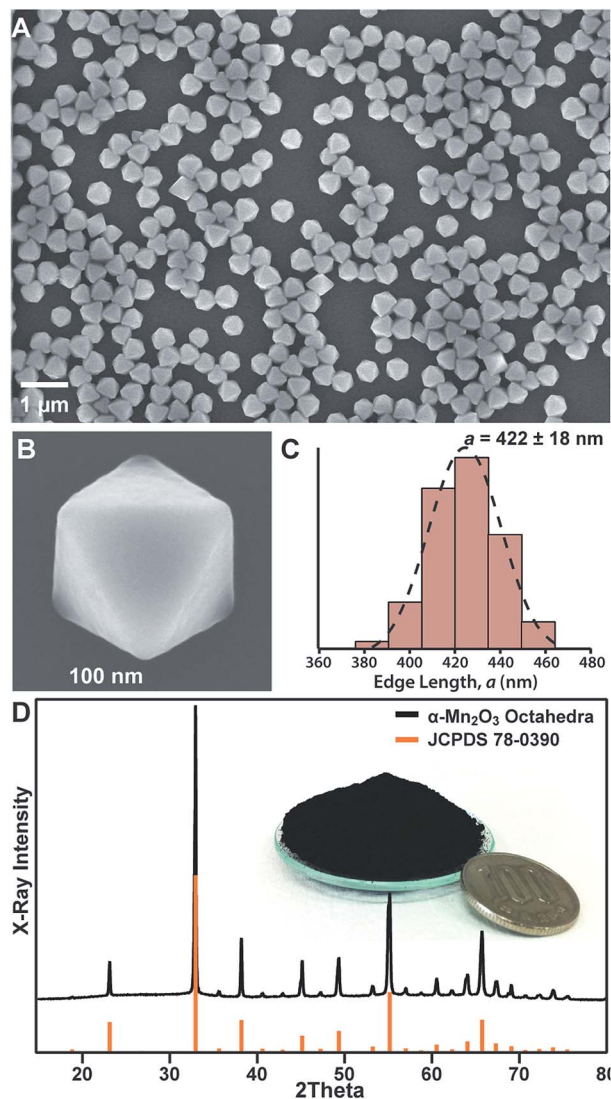 A
1 μm
B
100 nm
C
a = 422 ± 18 nm
360 380 400 420 440 460 480
Edge Length, a (nm)
D
α-Mn₂O₃ Octahedra
JCPDS 78-0390
100
X-Ray Intensity
20 30 40 50 60 70 80
2Theta